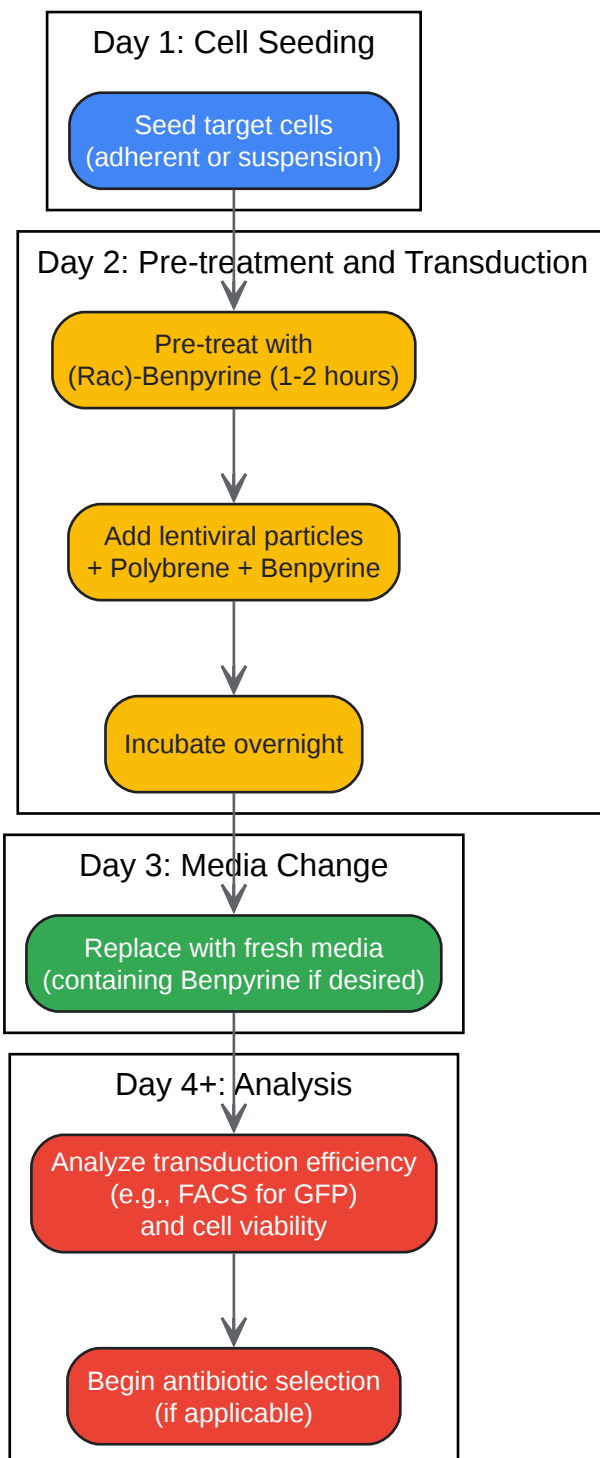 Day 1: Cell Seeding
Seed target cells
(adherent or suspension)
Day 2: Pre-treatment and Transduction
Pre-treat with
(Rac)-Benpyrine (1-2 hours)
Add lentiviral particles
+ Polybrene + Benpyrine
Incubate overnight
Day 3: Media Change
Replace with fresh media
(containing Benpyrine if desired)
Day 4+: Analysis
Analyze transduction efficiency
(e.g., FACS for GFP)
and cell viability
Begin antibiotic selection
(if applicable)